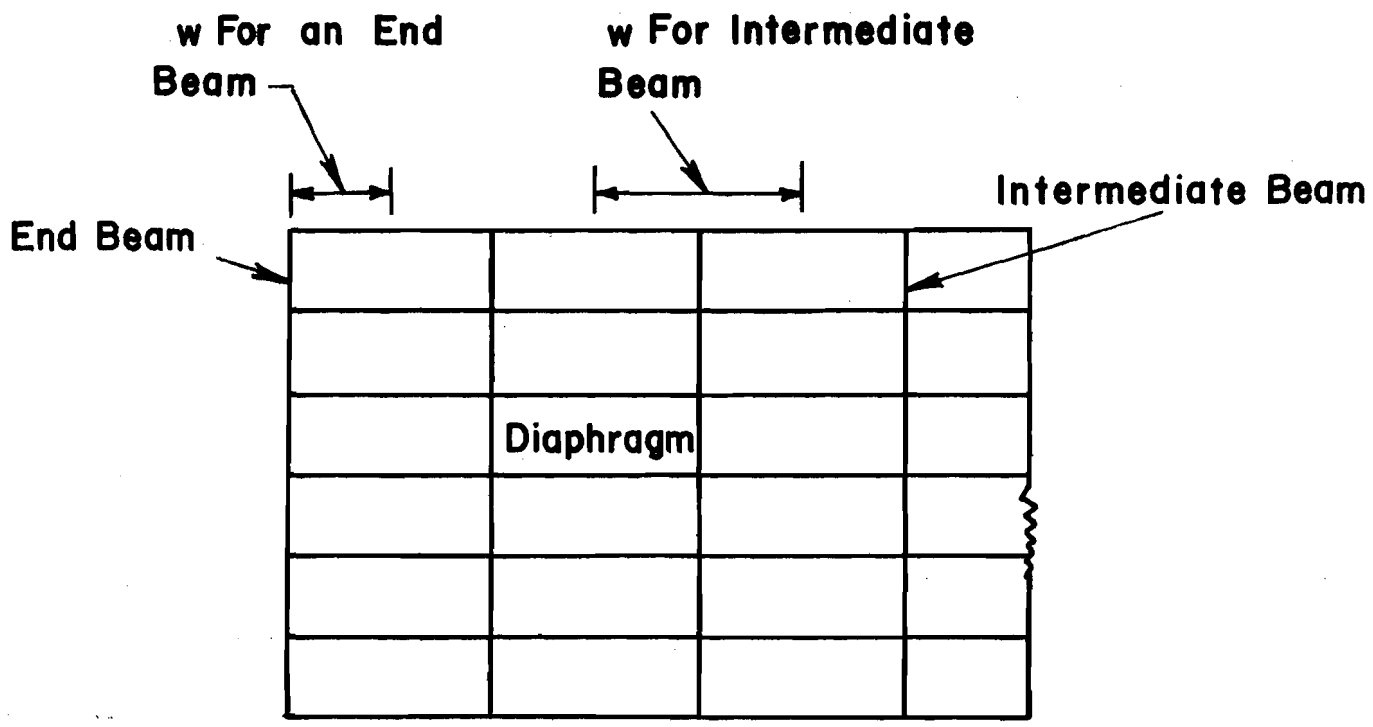 w For an End
Beam
w For Intermediate
Beam
Intermediate Beam
End Beam
Diaphragm